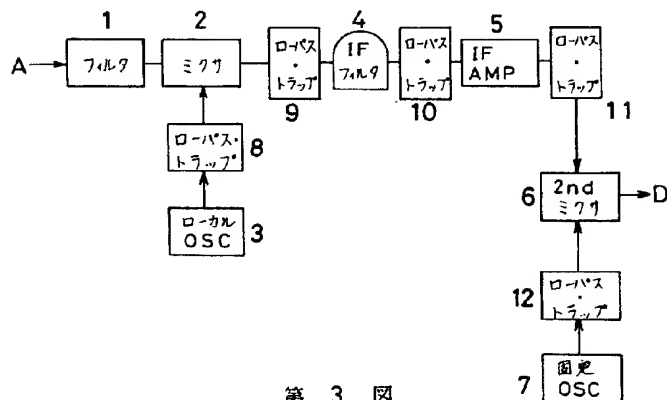 1
2
4
5
A
フィルタ
ミクサ
ローパス
・
トラップ
IF
フィルタ
ローパス
・
トラップ
IF
AMP
ローパス
・
トラップ
9
10
11
ローパス・
トラップ
8
ローカル
OSC
3
6
2nd
ミクサ
D
12
ローパス
・
トラップ
7
固定
OSC
第 3 図